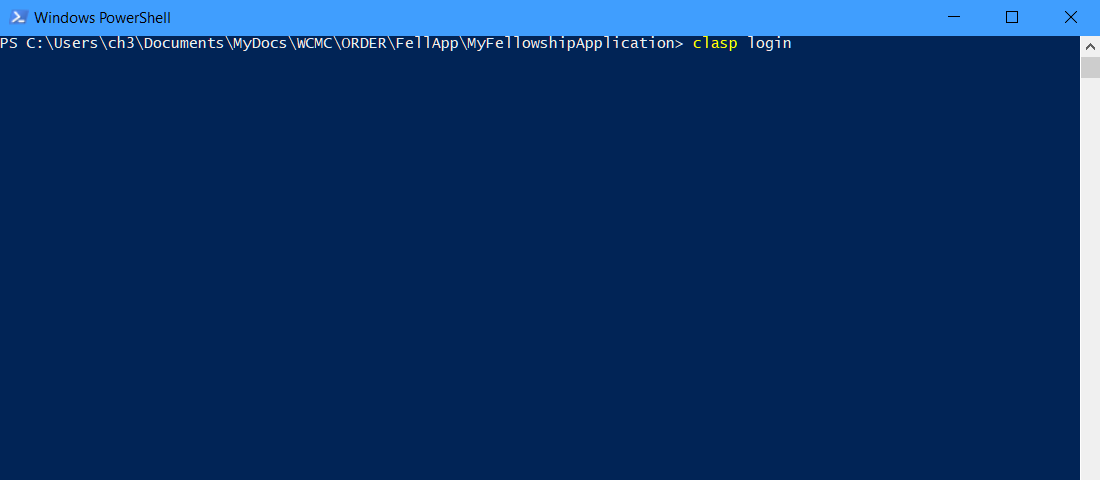 Windows PowerShell
PS C:\Users\ch3\Documents\MyDocs\WCMC\ORDER\FellApp\MyFellowshipApplication> clasp login